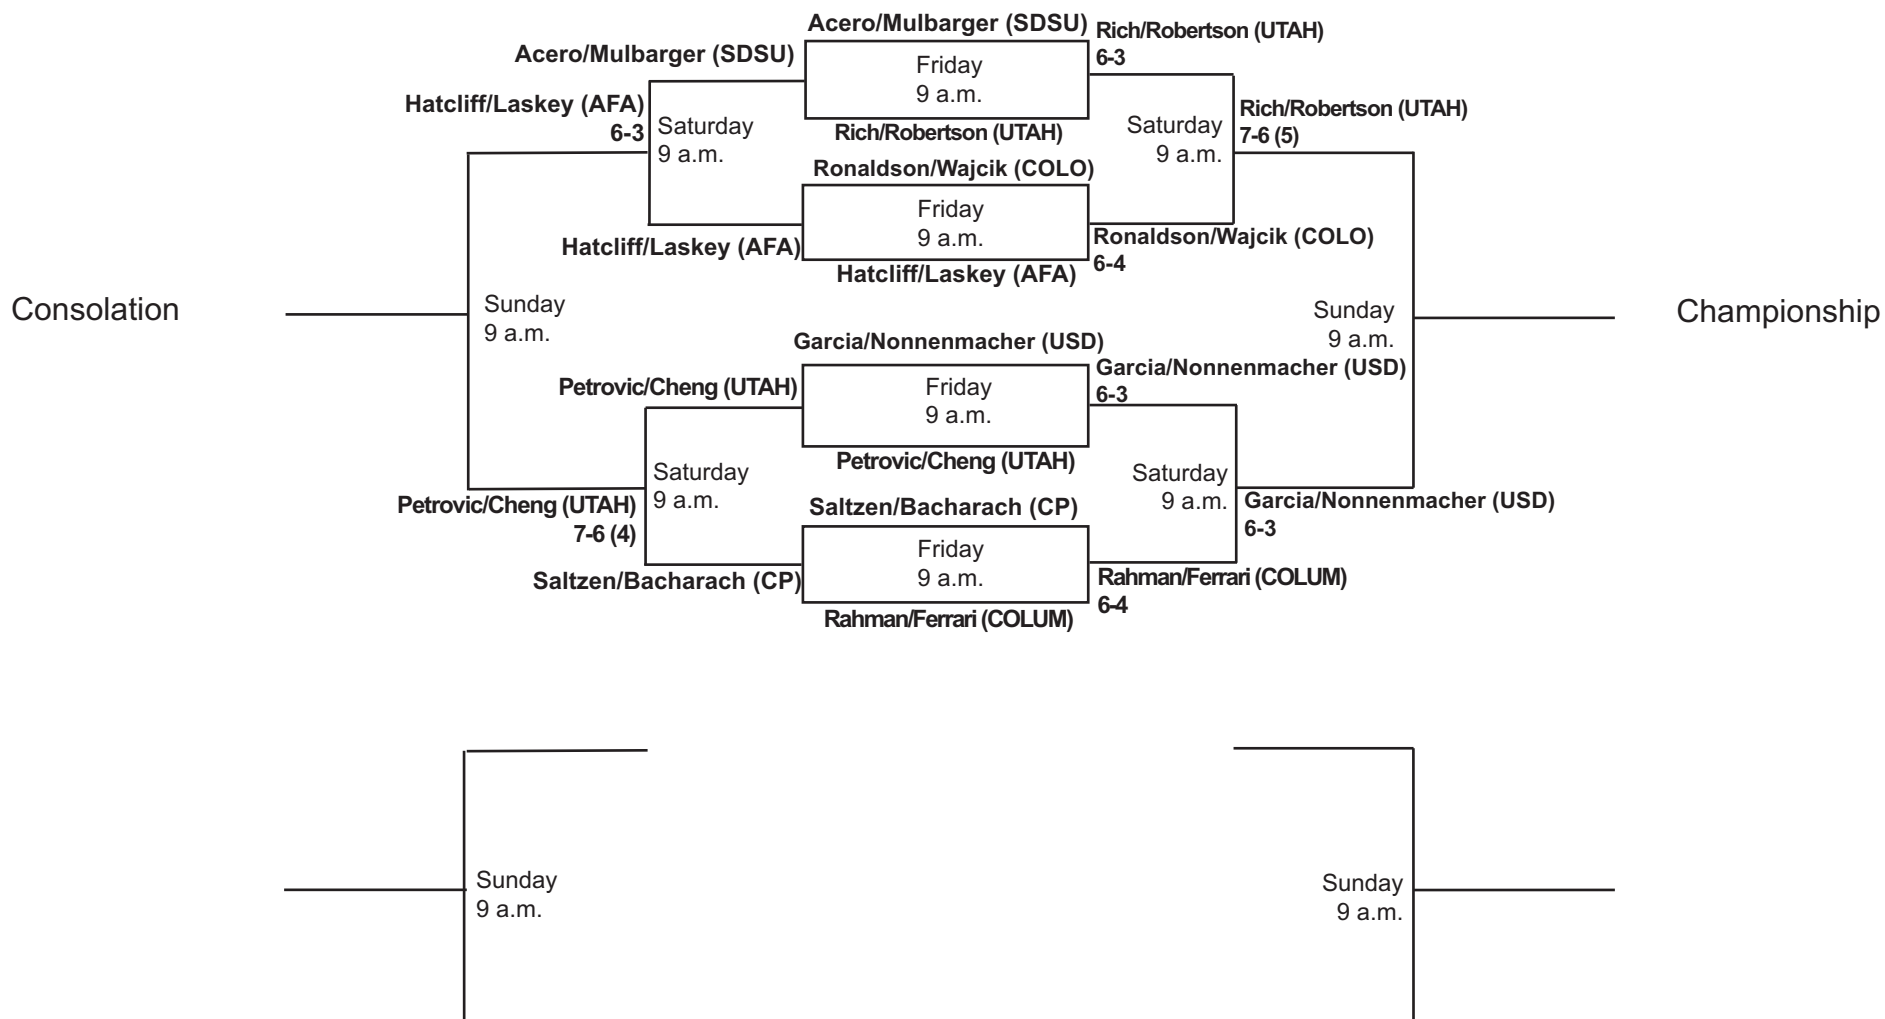 Acero/Mulbarger (SDSU)
Rich/Robertson (UTAH)
6-3
Acero/Mulbarger (SDSU)
Friday
9 a.m.
Hatcliff/Laskey (AFA)
6-3
Saturday
9 a.m.
Rich/Robertson (UTAH)
Saturday
9 a.m.
Rich/Robertson (UTAH)
7-6 (5)
Ronaldson/Wajcik (COLO)
Friday
9 a.m.
Hatcliff/Laskey (AFA)
Ronaldson/Wajcik (COLO)
6-4
Hatcliff/Laskey (AFA)
Consolation
Sunday
9 a.m.
Sunday
9 a.m.
Championship
Garcia/Nonnenmacher (USD)
Garcia/Nonnenmacher (USD)
6-3
Petrovic/Cheng (UTAH)
Friday
9 a.m.
Petrovic/Cheng (UTAH)
Saturday
9 a.m.
Saturday
9 a.m.
Petrovic/Cheng (UTAH)
7-6 (4)
Garcia/Nonnenmacher (USD)
6-3
Saltzen/Bacharach (CP)
Friday
9 a.m.
Saltzen/Bacharach (CP)
Rahman/Ferrari (COLUM)
6-4
Rahman/Ferrari (COLUM)
Sunday
9 a.m.
Sunday
9 a.m.